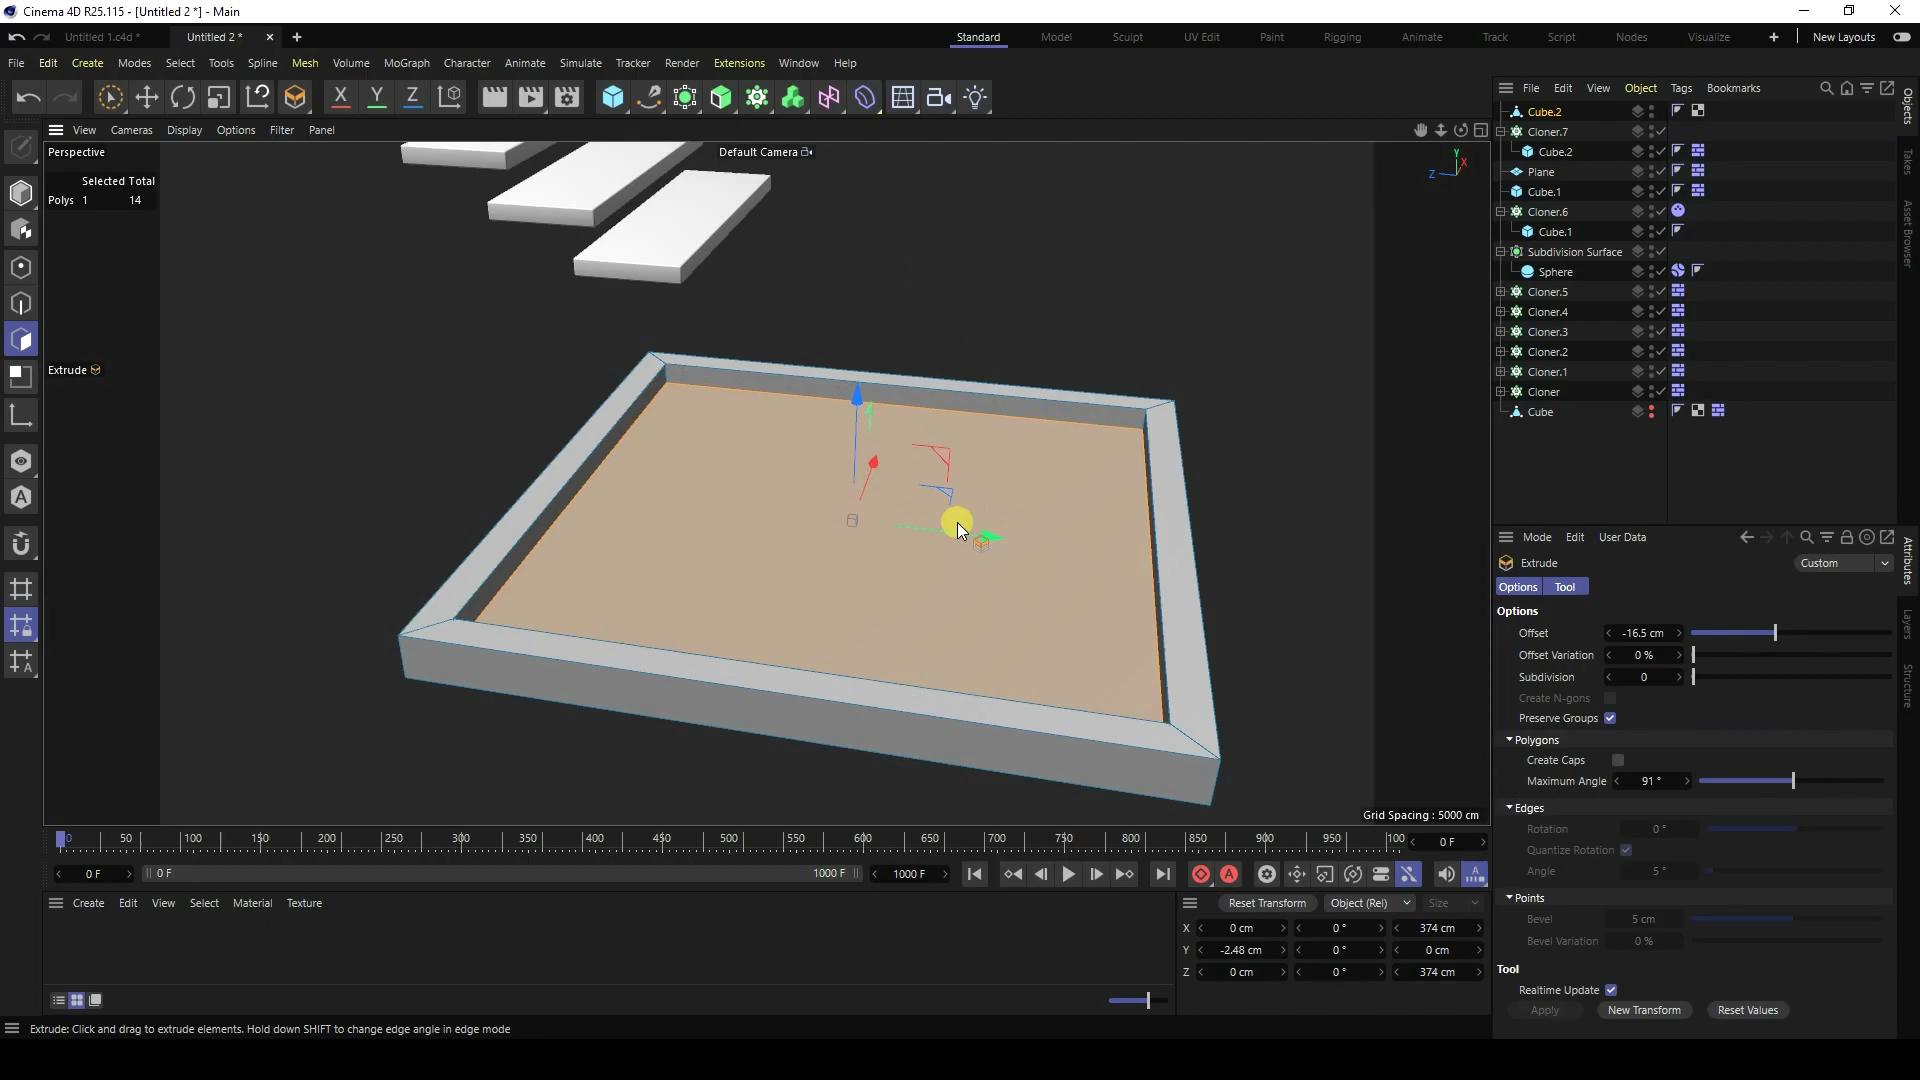 Cinema 4D R25.115 - [Untitled 2 *] - Main
Untitled 1.c4d * Untitled 2 * Standard Model Sculpt UV Edit Paint Rigging Animate Track Script Nodes Visualize New Layouts
File Edit Create Modes Select Tools Spline Mesh Volume MoGraph Character Animate Simulate Tracker Render Extensions Window Help
X Y Z
File Edit View Object Tags Bookmarks
View Cameras Display Options Filter Panel
Perspective Default Camera
Selected Total
Polys 1 14
Extrude
Y X Z
Grid Spacing : 5000 cm
Cube.2
Cloner.7
Cube.2
Plane
Cube.1
Cloner.6
Cube.1
Subdivision Surface
Sphere
Cloner.5
Cloner.4
Cloner.3
Cloner.2
Cloner.1
Cloner
Cube
Objects
Takes
Asset Browser
Attributes
Layers
Structure
Mode Edit User Data
Extrude Custom
Options Tool
Options
Offset -16.5 cm
Offset Variation 0 %
Subdivision 0
Create N-gons
Preserve Groups
Polygons
Create Caps
Maximum Angle 91 °
Edges
Rotation 0 °
Quantize Rotation
Angle 5 °
Points
Bevel 5 cm
Bevel Variation 0 %
Tool
Realtime Update
Apply New Transform Reset Values
0 50 100 150 200 250 300 350 400 450 500 550 600 650 700 750 800 850 900 950 100 0 F
0 F 0 F 1000 F 1000 F
Create Edit View Select Material Texture
Reset Transform Object (Rel) Size
X 0 cm 0 ° 374 cm
Y -2.48 cm 0 ° 0 cm
Z 0 cm 0 ° 374 cm
Extrude: Click and drag to extrude elements. Hold down SHIFT to change edge angle in edge mode